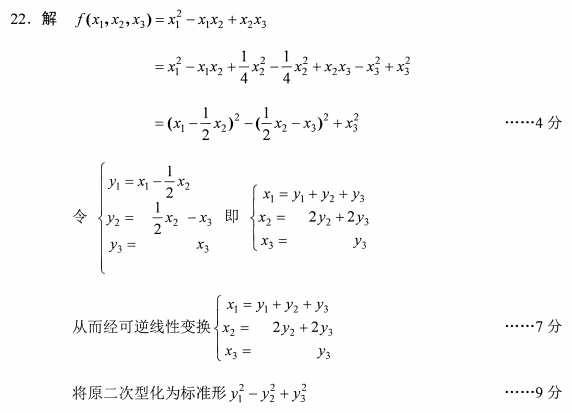 22. 解 f(x₁,x₂,x₃) = x₁² − x₁x₂ + x₂x₃
= x₁² − x₁x₂ + 1/4 x₂² − 1/4 x₂² + x₂x₃ − x₃² + x₃²
= (x₁ − 1/2 x₂)² − (1/2 x₂ − x₃)² + x₃² ……4 分
令 { y₁ = x₁ − 1/2 x₂
y₂ = 1/2 x₂ − x₃
y₃ = x₃
即 { x₁ = y₁ + y₂ + y₃
x₂ = 2y₂ + 2y₃
x₃ = y₃
从而经可逆线性变换 { x₁ = y₁ + y₂ + y₃
x₂ = 2y₂ + 2y₃
x₃ = y₃
……7 分
将原二次型化为标准形 y₁² − y₂² + y₃² ……9 分